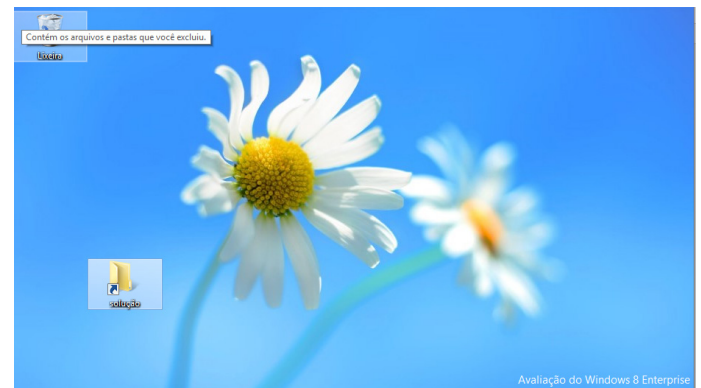 Contém os arquivos e pastas que você excluiu.
Lixeira
solução
Avaliação do Windows 8 Enterprise